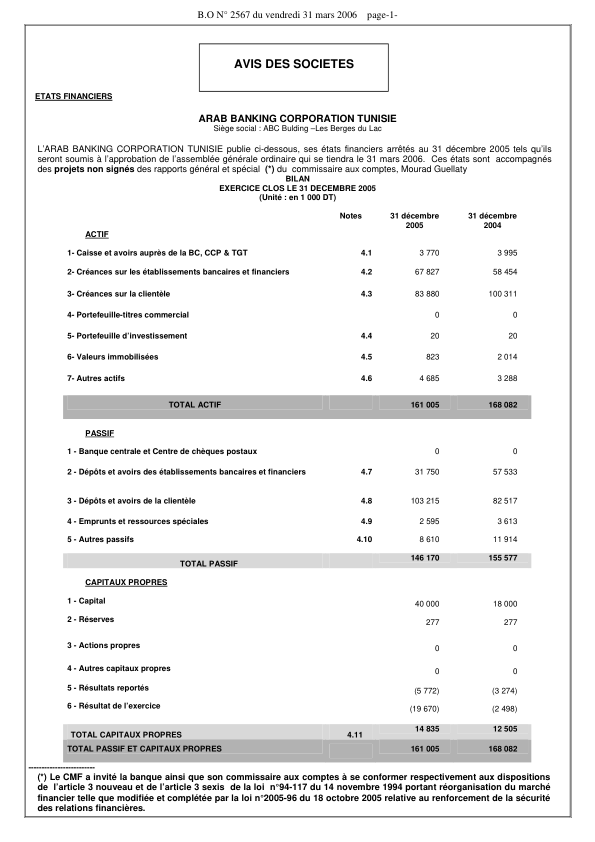 B.O N° 2567 du vendredi 31 mars 2006 page-1-
AVIS DES SOCIETES
ETATS FINANCIERS
ARAB BANKING CORPORATION TUNISIE
Siège social : ABC Bulding –Les Berges du Lac
L’ARAB BANKING CORPORATION TUNISIE publie ci-dessous, ses états financiers arrêtés au 31 décembre 2005 tels qu’ils
seront soumis à l’approbation de l’assemblée générale ordinaire qui se tiendra le 31 mars 2006. Ces états sont accompagnés
des projets non signés des rapports général et spécial (*) du commissaire aux comptes, Mourad Guellaty
BILAN
EXERCICE CLOS LE 31 DECEMBRE 2005
(Unité : en 1 000 DT)
Notes 31 décembre 31 décembre
2005 2004
ACTIF
1- Caisse et avoirs auprès de la BC, CCP & TGT 4.1 3 770 3 995
2- Créances sur les établissements bancaires et financiers 4.2 67 827 58 454
3- Créances sur la clientèle 4.3 83 880 100 311
4- Portefeuille-titres commercial 0 0
5- Portefeuille d’investissement 4.4 20 20
6- Valeurs immobilisées 4.5 823 2 014
7- Autres actifs 4.6 4 685 3 288
TOTAL ACTIF 161 005 168 082
PASSIF
1 - Banque centrale et Centre de chèques postaux 0 0
2 - Dépôts et avoirs des établissements bancaires et financiers 4.7 31 750 57 533
3 - Dépôts et avoirs de la clientèle 4.8 103 215 82 517
4 - Emprunts et ressources spéciales 4.9 2 595 3 613
5 - Autres passifs 4.10 8 610 11 914
TOTAL PASSIF 146 170 155 577
CAPITAUX PROPRES
1 - Capital 40 000 18 000
2 - Réserves 277 277
3 - Actions propres 0 0
4 - Autres capitaux propres 0 0
5 - Résultats reportés (5 772) (3 274)
6 - Résultat de l’exercice (19 670) (2 498)
TOTAL CAPITAUX PROPRES 4.11 14 835 12 505
TOTAL PASSIF ET CAPITAUX PROPRES 161 005 168 082
-------------------------
(*) Le CMF a invité la banque ainsi que son commissaire aux comptes à se conformer respectivement aux dispositions
de l’article 3 nouveau et de l’article 3 sexis de la loi n°94-117 du 14 novembre 1994 portant réorganisation du marché
financier telle que modifiée et complétée par la loi n°2005-96 du 18 octobre 2005 relative au renforcement de la sécurité
des relations financières.